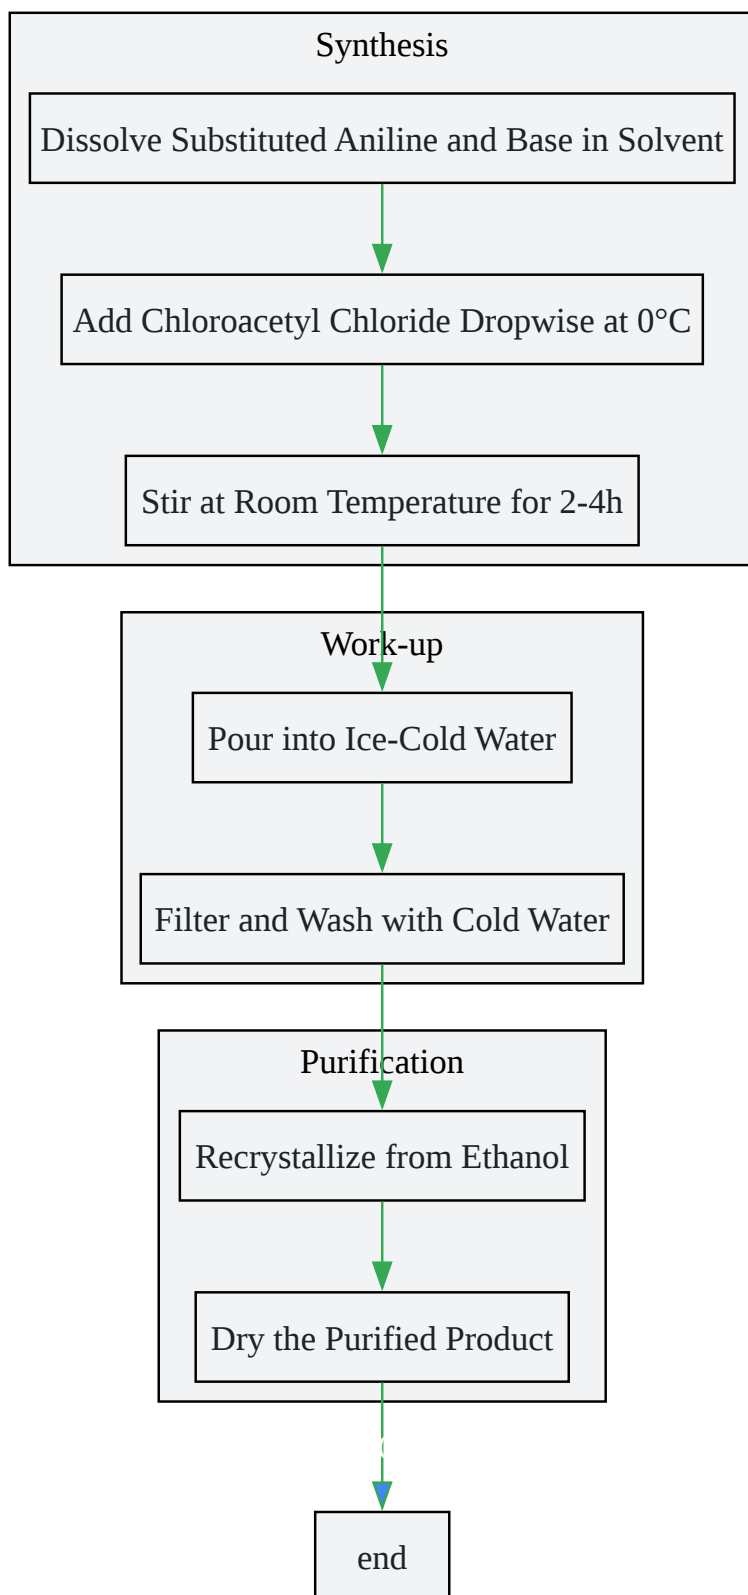 Synthesis
Dissolve Substituted Aniline and Base in Solvent
Add Chloroacetyl Chloride Dropwise at 0°C
Stir at Room Temperature for 2-4h
Work-up
Pour into Ice-Cold Water
Filter and Wash with Cold Water
Purification
Recrystallize from Ethanol
Dry the Purified Product
end